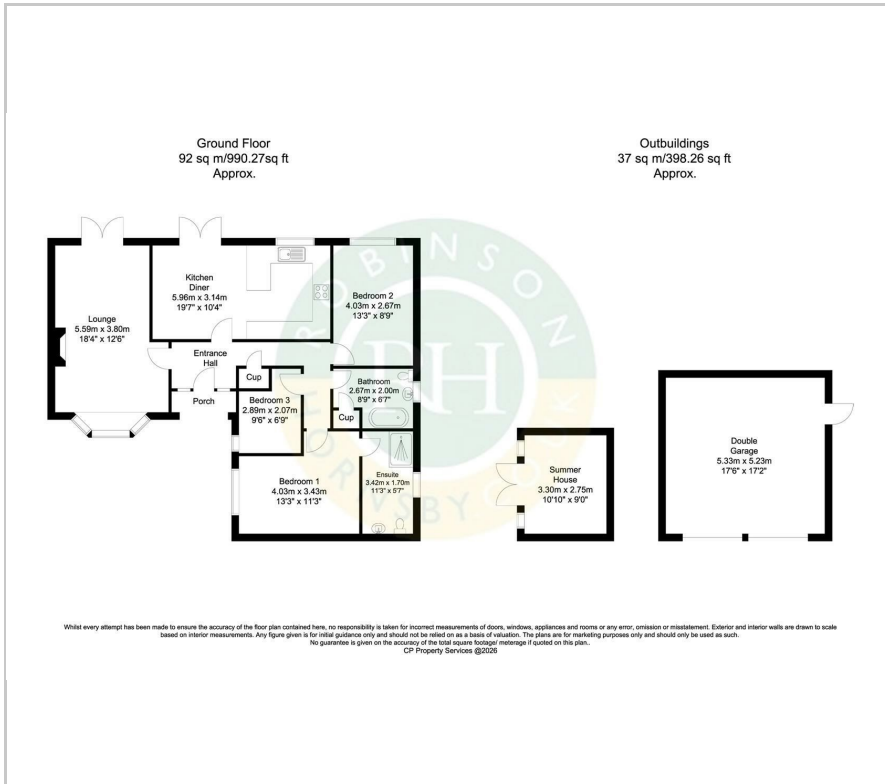 Ground Floor
92 sq m/990.27sq ft
Approx.
Outbuildings
37 sq m/398.26 sq ft
Approx.
Kitchen
Diner
5.96m x 3.14m
19'7" x 10'4"
Bedroom 2
4.03m x 2.67m
13'3" x 8'9"
Lounge
5.59m x 3.80m
18'4" x 12'6"
Entrance
Hall
Cup
Porch
Bathroom
2.67m x 2.00m
8'9" x 6'7"
Cup
Bedroom 3
2.89m x 2.07m
9'6" x 6'9"
Bedroom 1
4.03m x 3.43m
13'3" x 11'3"
Ensuite
3.42m x 1.70m
11'3" x 5'7"
Summer
House
3.30m x 2.75m
10'10" x 9'0"
Double
Garage
5.33m x 5.23m
17'6" x 17'2"
ROBINSON
HORNSBY COOK
RH
Whilst every attempt has been made to ensure the accuracy of the floor plan contained here, no responsibility is taken for incorrect measurements of doors, windows, appliances and rooms or any error, omission or misstatement. Exterior and interior walls are drawn to scale
based on interior measurements. Any figure given is for initial guidance only and should not be relied on as a basis of valuation. The plans are for marketing purposes only and should only be used as such.
No guarantee is given on the accuracy of the total square footage/ meterage if quoted on this plan..
CP Property Services @2026